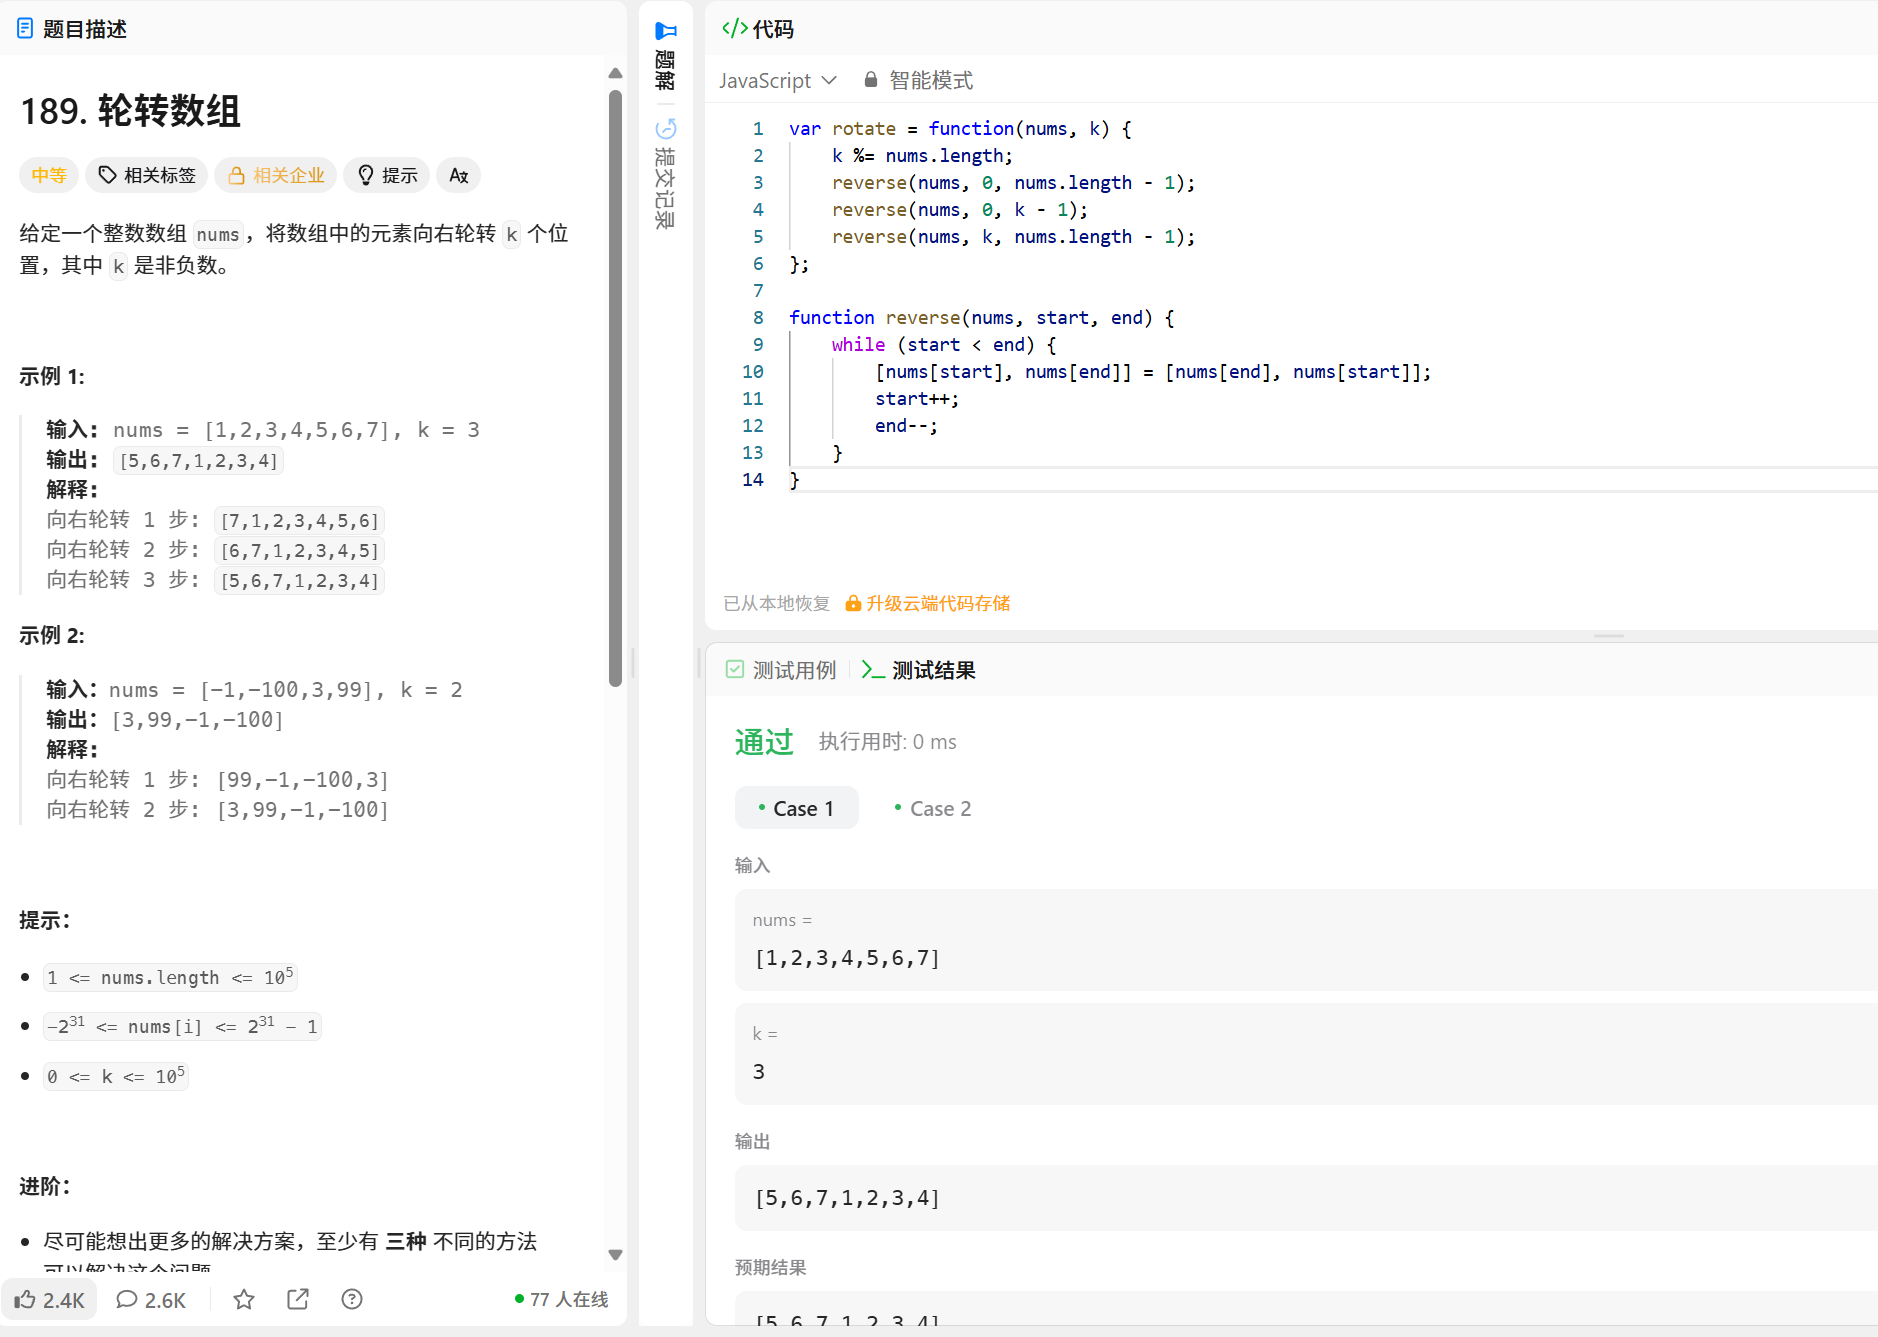 题目描述
189. 轮转数组
中等 相关标签 相关企业 提示
给定一个整数数组 nums，将数组中的元素向右轮转 k 个位
置，其中 k 是非负数。
示例 1:
输入: nums = [1,2,3,4,5,6,7], k = 3
输出: [5,6,7,1,2,3,4]
解释:
向右轮转 1 步: [7,1,2,3,4,5,6]
向右轮转 2 步: [6,7,1,2,3,4,5]
向右轮转 3 步: [5,6,7,1,2,3,4]
示例 2:
输入：nums = [-1,-100,3,99], k = 2
输出：[3,99,-1,-100]
解释:
向右轮转 1 步: [99,-1,-100,3]
向右轮转 2 步: [3,99,-1,-100]
提示：
1 <= nums.length <= 10⁵
-2³¹ <= nums[i] <= 2³¹ - 1
0 <= k <= 10⁵
进阶：
尽可能想出更多的解决方案，至少有 三种 不同的方法
可以解决这个问题
2.4K 2.6K 77 人在线
题解
提交记录
</>代码
JavaScript 智能模式
1 var rotate = function(nums, k) {
2 k %= nums.length;
3 reverse(nums, 0, nums.length - 1);
4 reverse(nums, 0, k - 1);
5 reverse(nums, k, nums.length - 1);
6 };
7
8 function reverse(nums, start, end) {
9 while (start < end) {
10 [nums[start], nums[end]] = [nums[end], nums[start]];
11 start++;
12 end--;
13 }
14 }
已从本地恢复 升级云端代码存储
测试用例 测试结果
通过 执行用时: 0 ms
Case 1 Case 2
输入
nums =
[1,2,3,4,5,6,7]
k =
3
输出
[5,6,7,1,2,3,4]
预期结果
[5,6,7,1,2,3,4]